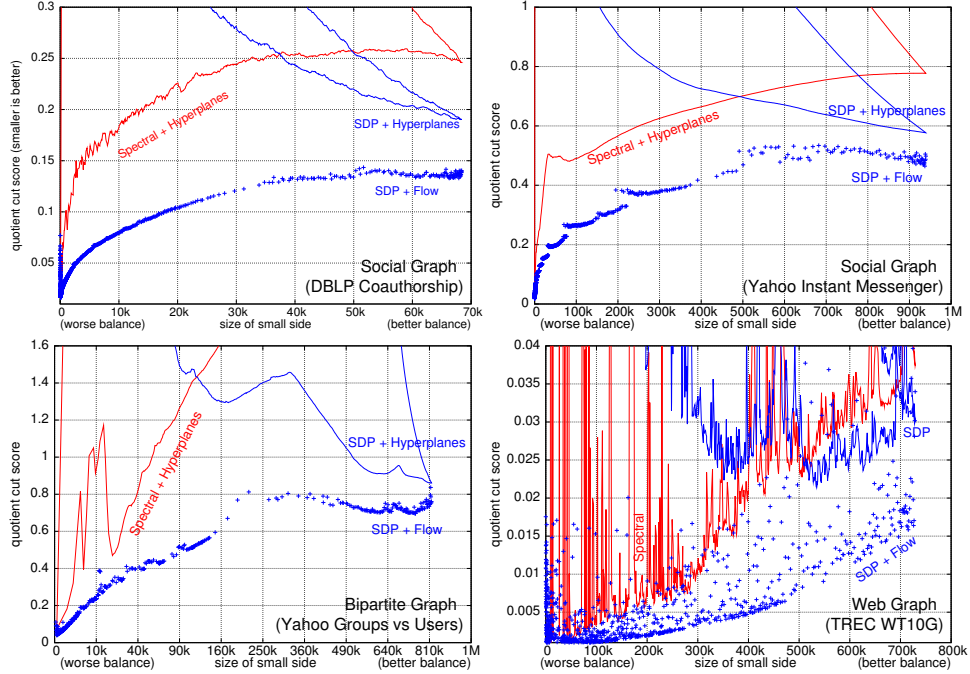 quotient cut score (smaller is better)
0.3
0.25
0.2
0.15
0.1
0.05
Spectral + Hyperplanes
SDP + Hyperplanes
SDP + Flow
Social Graph
(DBLP Coauthorship)
0
10k
20k
30k
40k
50k
60k
70k
(worse balance)
size of small side
(better balance)
quotient cut score
1
0.8
0.6
0.4
0.2
0
SDP + Hyperplanes
Spectral + Hyperplanes
SDP + Flow
Social Graph
(Yahoo Instant Messenger)
0
100k
200k
300k
400k
500k
600k
700k
800k
900k
1M
(worse balance)
size of small side
(better balance)
quotient cut score
1.6
1.4
1.2
1
0.8
0.6
0.4
0.2
0
Spectral + Hyperplanes
SDP + Hyperplanes
SDP + Flow
Bipartite Graph
(Yahoo Groups vs Users)
0
10k
40k
90k
160k
250k
360k
490k
640k
810k
1M
(worse balance)
size of small side
(better balance)
quotient cut score
0.04
0.035
0.03
0.025
0.02
0.015
0.01
0.005
SDP
Spectral
SDP + Flow
Web Graph
(TREC WT10G)
0
100k
200k
300k
400k
500k
600k
700k
800k
(worse balance)
size of small side
(better balance)